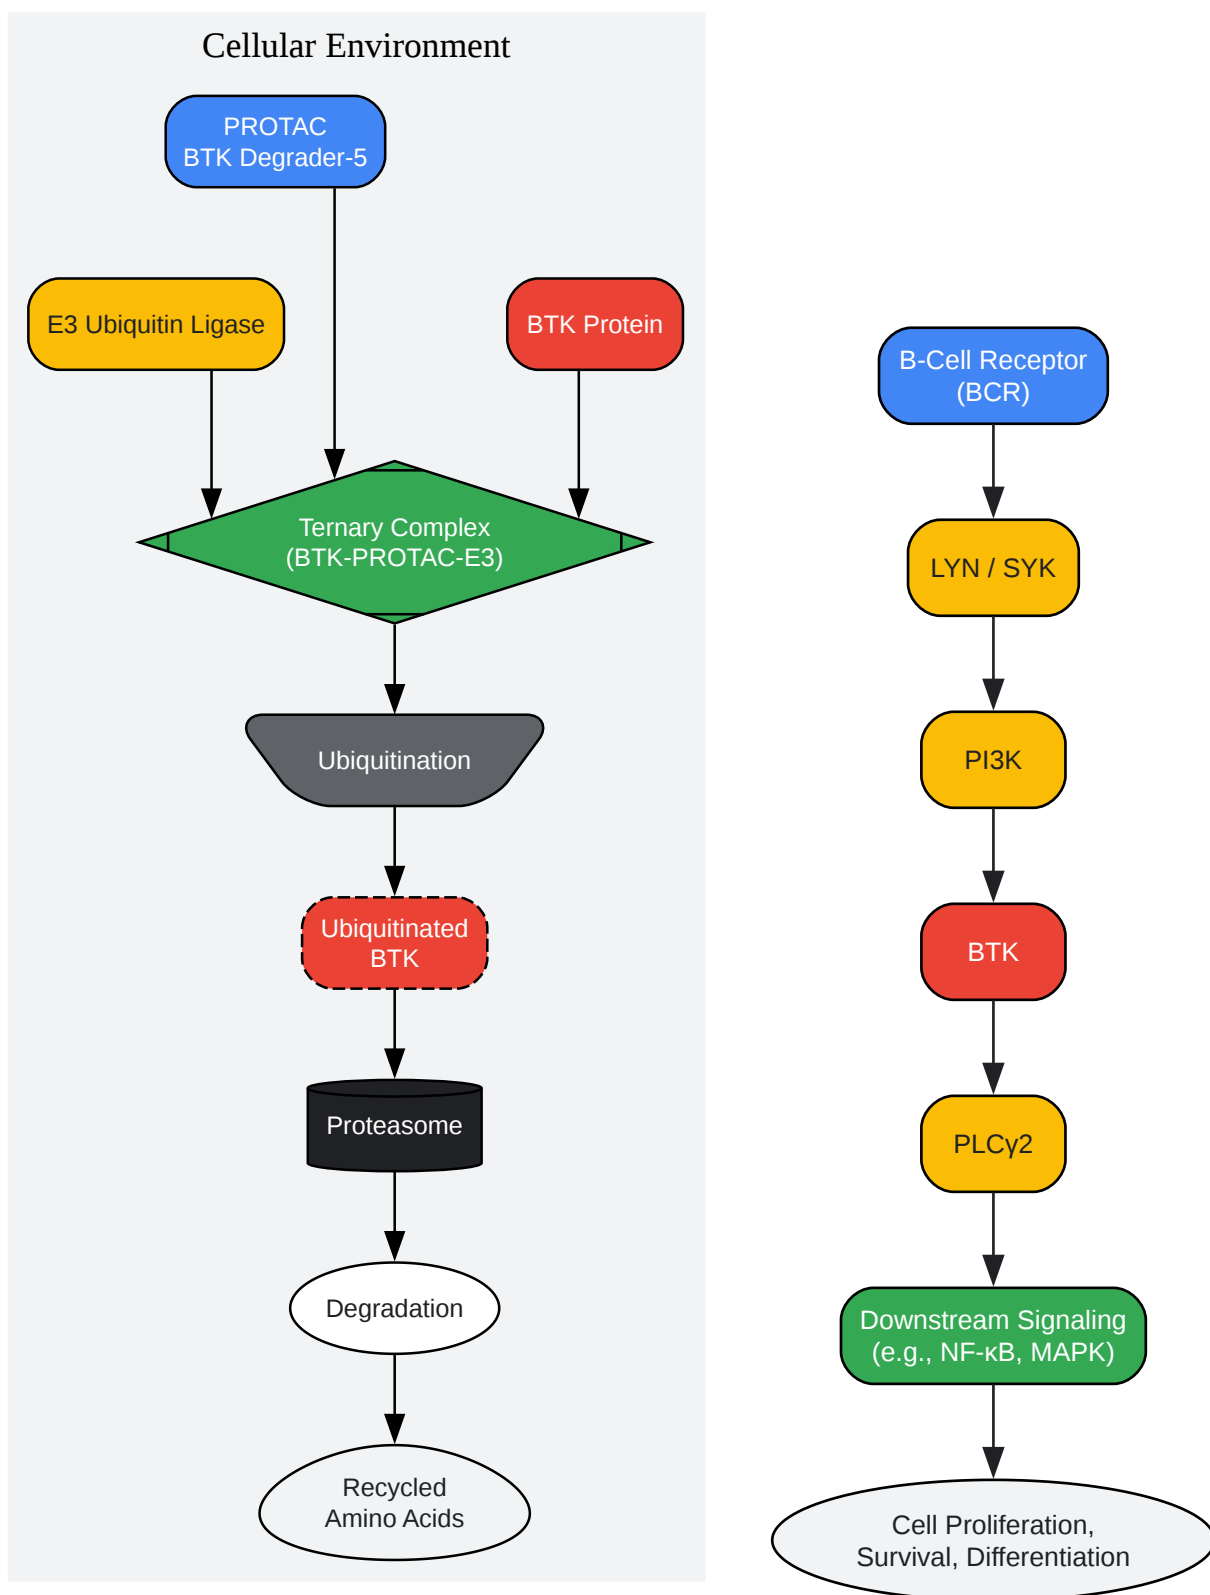 Cellular Environment
PROTAC
BTK Degrader-5
E3 Ubiquitin Ligase
BTK Protein
Ternary Complex
(BTK-PROTAC-E3)
Ubiquitination
Ubiquitinated
BTK
Proteasome
Degradation
Recycled
Amino Acids
B-Cell Receptor
(BCR)
LYN / SYK
PI3K
BTK
PLCγ2
Downstream Signaling
(e.g., NF-κB, MAPK)
Cell Proliferation,
Survival, Differentiation